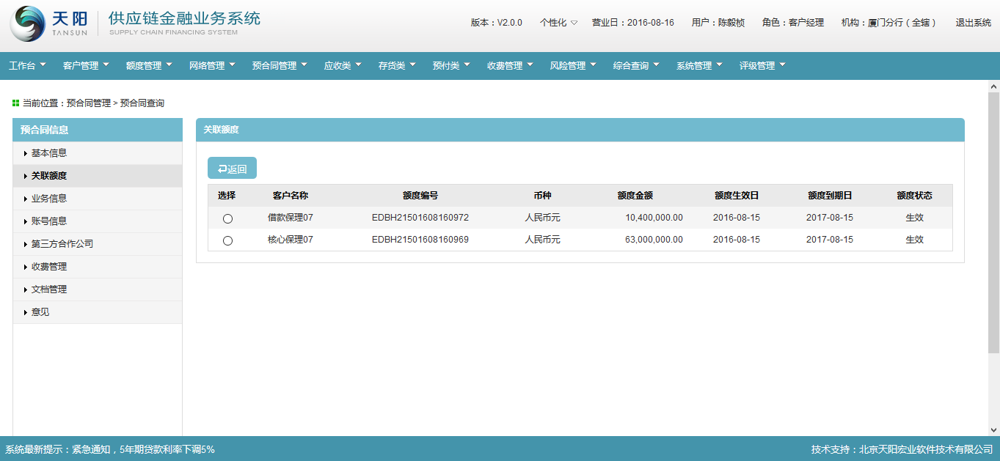 天阳 TANSUN 供应链金融业务系统 SUPPLY CHAIN FINANCING SYSTEM
版本：V2.0.0 个性化 营业日：2016-08-16 用户：陈毅桢 角色：客户经理 机构：厦门分行（全辖） 退出系统
工作台 客户管理 额度管理 网络管理 预合同管理 应收类 存货类 预付类 收费管理 风险管理 综合查询 系统管理 评级管理
当前位置：预合同管理 > 预合同查询
预合同信息
基本信息
关联额度
业务信息
账号信息
第三方合作公司
收费管理
文档管理
意见
关联额度
返回
选择 客户名称 额度编号 币种 额度金额 额度生效日 额度到期日 额度状态
借款保理07 EDBH21501608160972 人民币元 10,400,000.00 2016-08-15 2017-08-15 生效
核心保理07 EDBH21501608160969 人民币元 63,000,000.00 2016-08-15 2017-08-15 生效
系统最新提示：紧急通知，5年期贷款利率下调5% 技术支持：北京天阳宏业软件技术有限公司